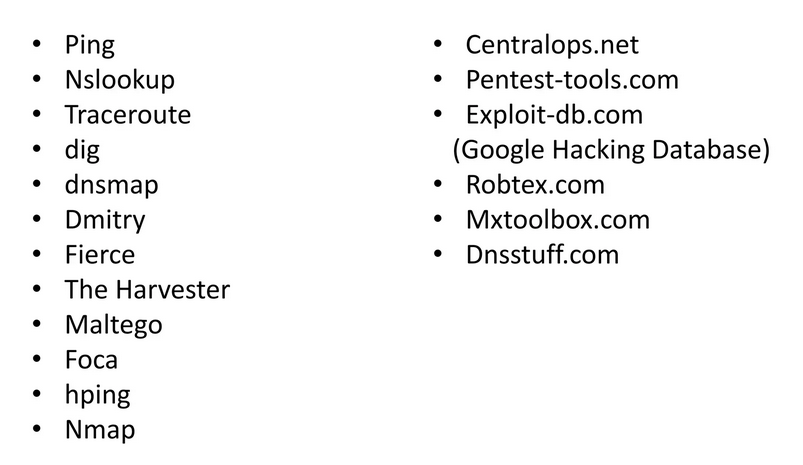 • Ping
• Nslookup
• Traceroute
• dig
• dnsmap
• Dmitry
• Fierce
• The Harvester
• Maltego
• Foca
• hping
• Nmap
• Centralops.net
• Pentest-tools.com
• Exploit-db.com
(Google Hacking Database)
• Robtex.com
• Mxtoolbox.com
• Dnsstuff.com